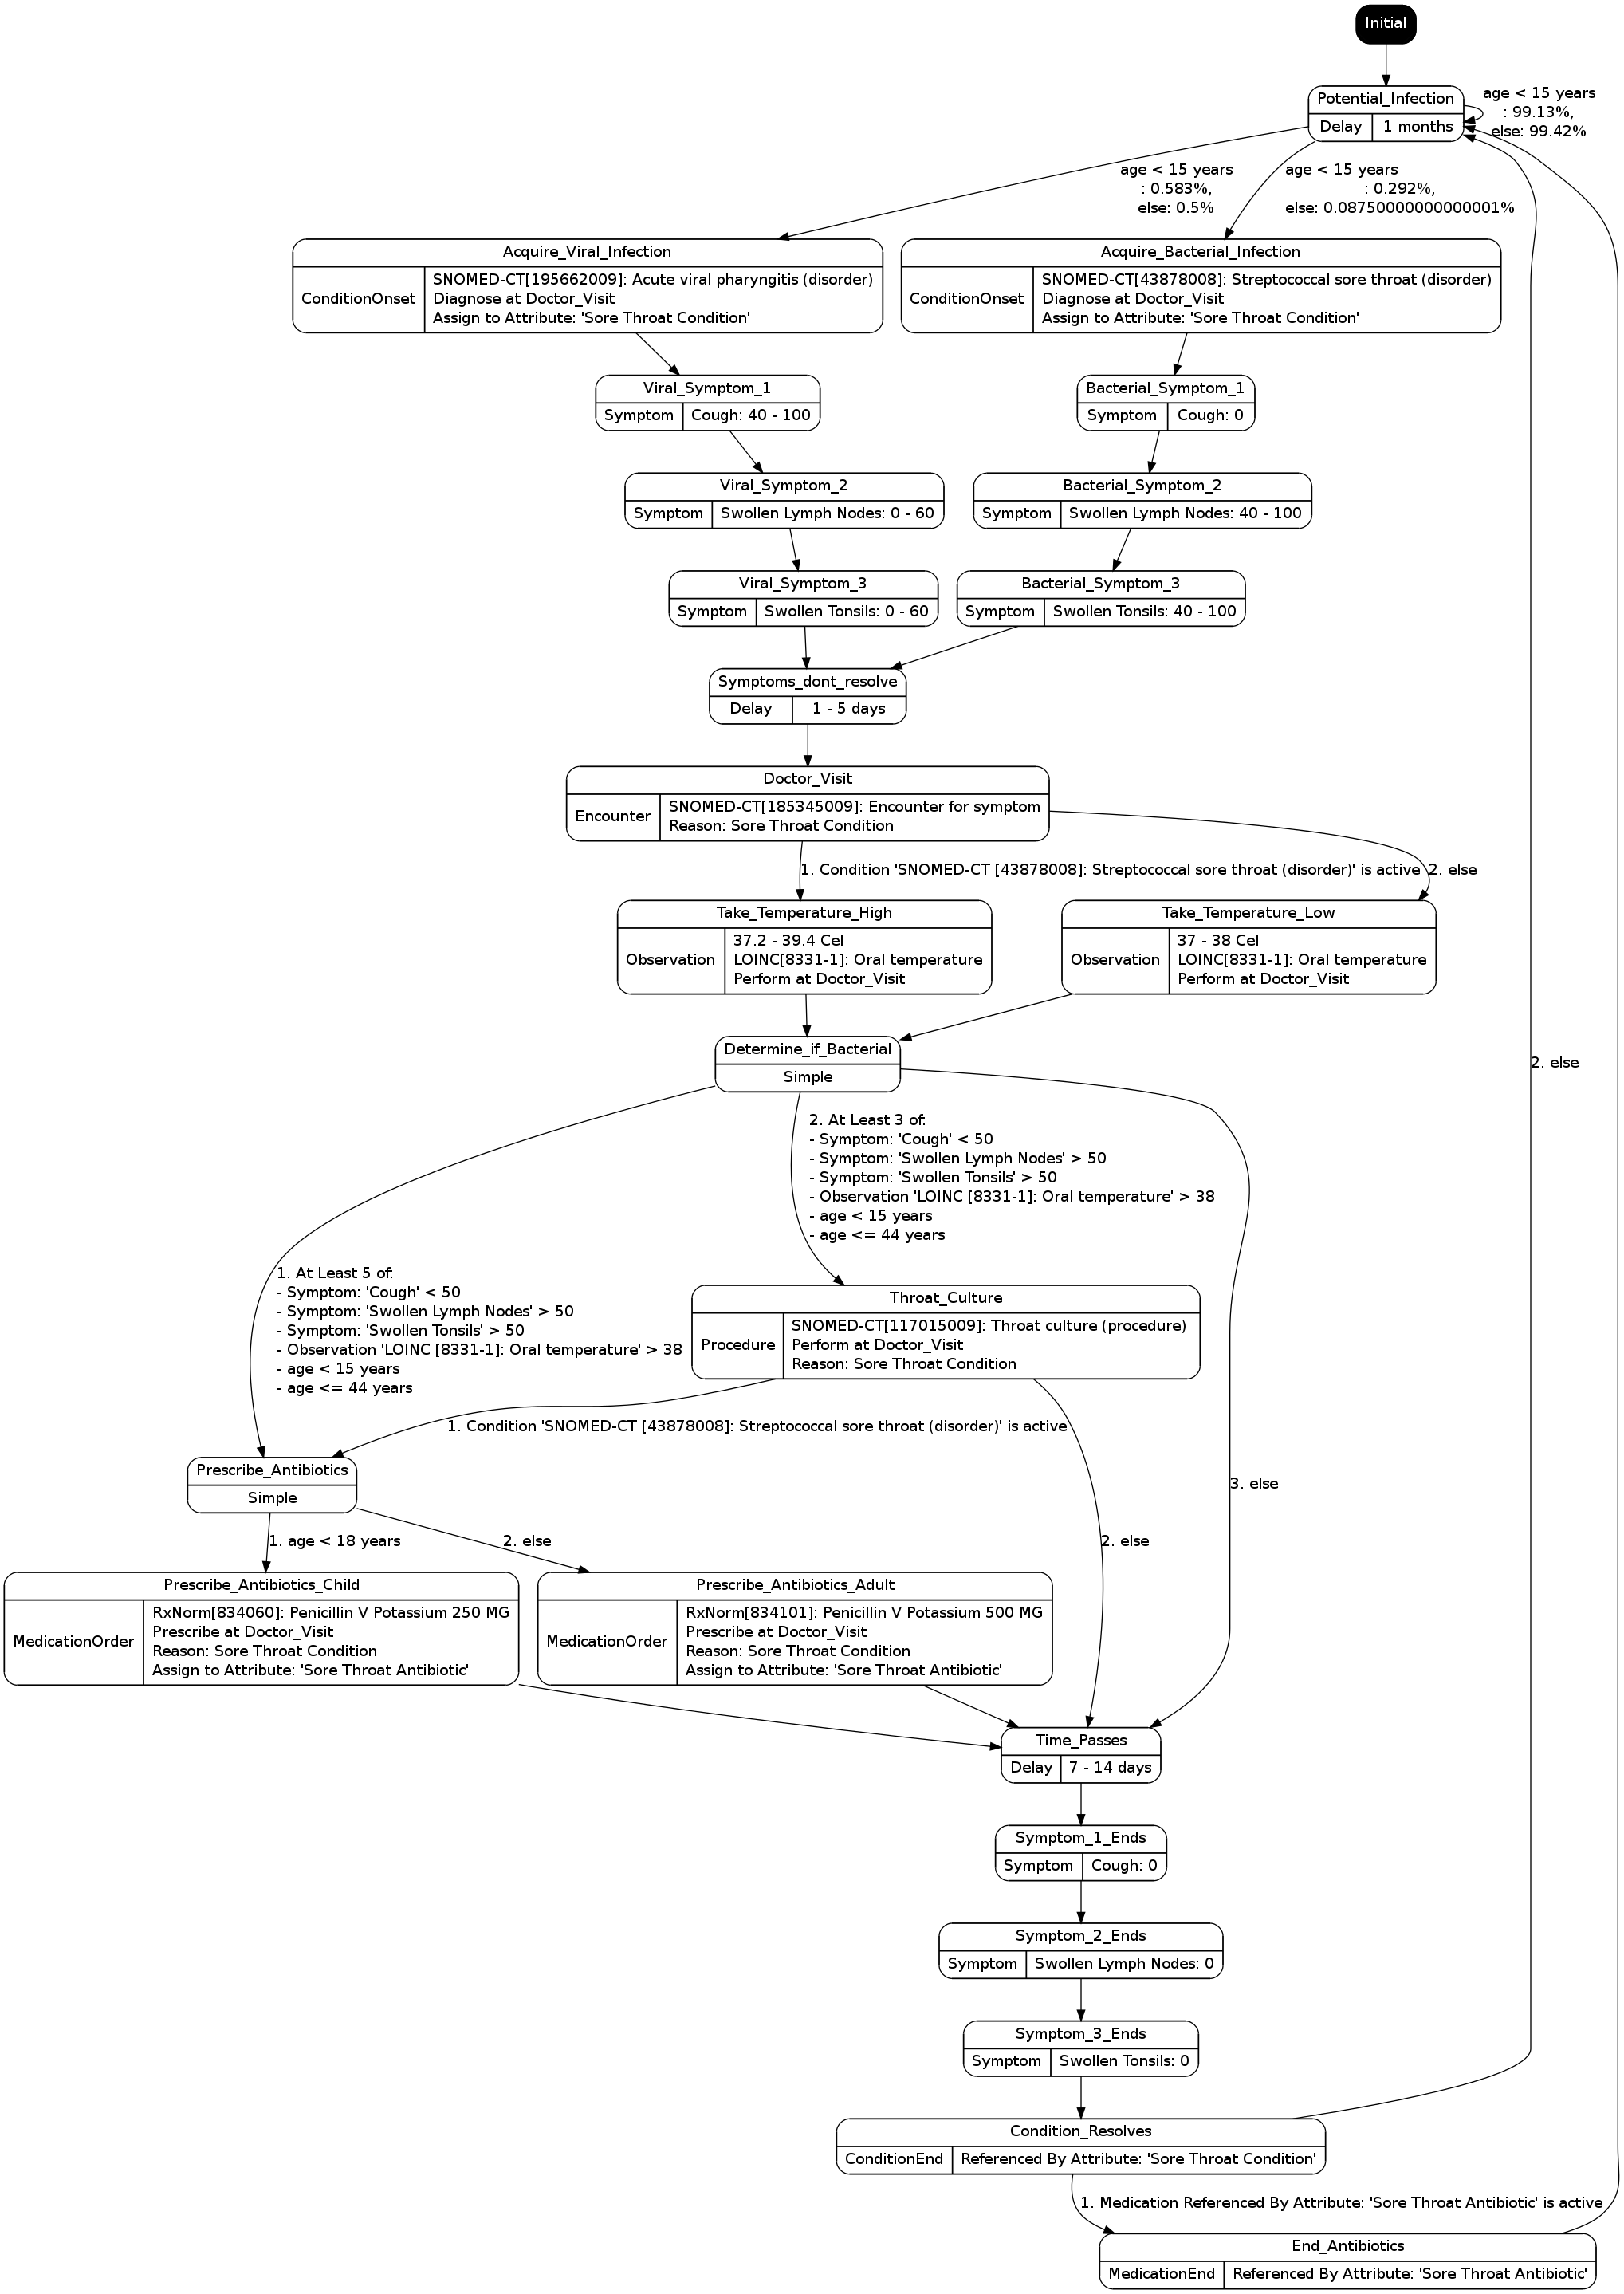 Initial
Potential_Infection
Delay
1 months
age < 15 years
: 99.13%,
else: 99.42%
age < 15 years
: 0.583%,
else: 0.5%
age < 15 years
: 0.292%,
else: 0.08750000000000001%
Acquire_Viral_Infection
ConditionOnset
SNOMED-CT[195662009]: Acute viral pharyngitis (disorder)
Diagnose at Doctor_Visit
Assign to Attribute: 'Sore Throat Condition'
Acquire_Bacterial_Infection
ConditionOnset
SNOMED-CT[43878008]: Streptococcal sore throat (disorder)
Diagnose at Doctor_Visit
Assign to Attribute: 'Sore Throat Condition'
Viral_Symptom_1
Symptom
Cough: 40 - 100
Bacterial_Symptom_1
Symptom
Cough: 0
Viral_Symptom_2
Symptom
Swollen Lymph Nodes: 0 - 60
Bacterial_Symptom_2
Symptom
Swollen Lymph Nodes: 40 - 100
Viral_Symptom_3
Symptom
Swollen Tonsils: 0 - 60
Bacterial_Symptom_3
Symptom
Swollen Tonsils: 40 - 100
Symptoms_dont_resolve
Delay
1 - 5 days
Doctor_Visit
Encounter
SNOMED-CT[185345009]: Encounter for symptom
Reason: Sore Throat Condition
1. Condition 'SNOMED-CT [43878008]: Streptococcal sore throat (disorder)' is active
2. else
Take_Temperature_High
Observation
37.2 - 39.4 Cel
LOINC[8331-1]: Oral temperature
Perform at Doctor_Visit
Take_Temperature_Low
Observation
37 - 38 Cel
LOINC[8331-1]: Oral temperature
Perform at Doctor_Visit
Determine_if_Bacterial
Simple
2. else
2. At Least 3 of:
- Symptom: 'Cough' < 50
- Symptom: 'Swollen Lymph Nodes' > 50
- Symptom: 'Swollen Tonsils' > 50
- Observation 'LOINC [8331-1]: Oral temperature' > 38
- age < 15 years
- age <= 44 years
1. At Least 5 of:
- Symptom: 'Cough' < 50
- Symptom: 'Swollen Lymph Nodes' > 50
- Symptom: 'Swollen Tonsils' > 50
- Observation 'LOINC [8331-1]: Oral temperature' > 38
- age < 15 years
- age <= 44 years
Throat_Culture
Procedure
SNOMED-CT[117015009]: Throat culture (procedure)
Perform at Doctor_Visit
Reason: Sore Throat Condition
1. Condition 'SNOMED-CT [43878008]: Streptococcal sore throat (disorder)' is active
Prescribe_Antibiotics
Simple
3. else
1. age < 18 years
2. else
2. else
Prescribe_Antibiotics_Child
MedicationOrder
RxNorm[834060]: Penicillin V Potassium 250 MG
Prescribe at Doctor_Visit
Reason: Sore Throat Condition
Assign to Attribute: 'Sore Throat Antibiotic'
Prescribe_Antibiotics_Adult
MedicationOrder
RxNorm[834101]: Penicillin V Potassium 500 MG
Prescribe at Doctor_Visit
Reason: Sore Throat Condition
Assign to Attribute: 'Sore Throat Antibiotic'
Time_Passes
Delay
7 - 14 days
Symptom_1_Ends
Symptom
Cough: 0
Symptom_2_Ends
Symptom
Swollen Lymph Nodes: 0
Symptom_3_Ends
Symptom
Swollen Tonsils: 0
Condition_Resolves
ConditionEnd
Referenced By Attribute: 'Sore Throat Condition'
1. Medication Referenced By Attribute: 'Sore Throat Antibiotic' is active
End_Antibiotics
MedicationEnd
Referenced By Attribute: 'Sore Throat Antibiotic'